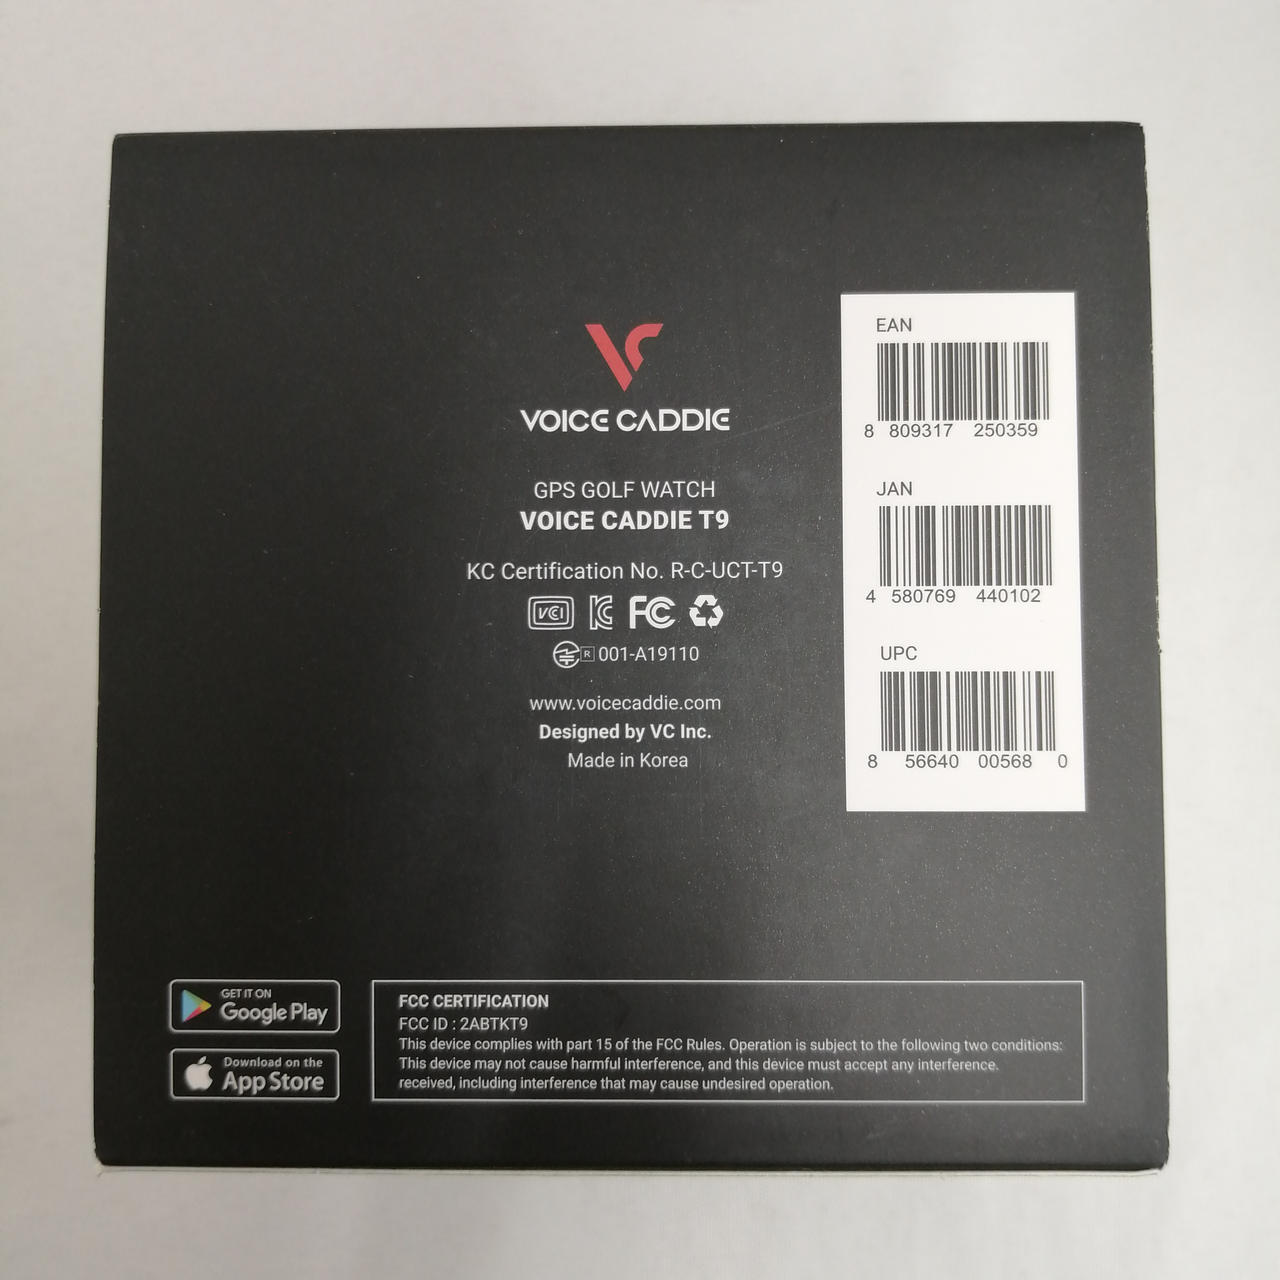 VOICE CADDIE
GPS GOLF WATCH
VOICE CADDIE T9
KC Certification No. R-C-UCT-T9
VCI FC
R 001-A19110
www.voicecaddie.com
Designed by VC Inc.
Made in Korea
EAN
8 809317 250359
JAN
4 580769 440102
UPC
8 56640 00568 0
GET IT ON
Google Play
Download on the
App Store
FCC CERTIFICATION
FCC ID : 2ABTKT9
This device complies with part 15 of the FCC Rules. Operation is subject to the following two conditions:
This device may not cause harmful interference, and this device must accept any interference.
received, including interference that may cause undesired operation.